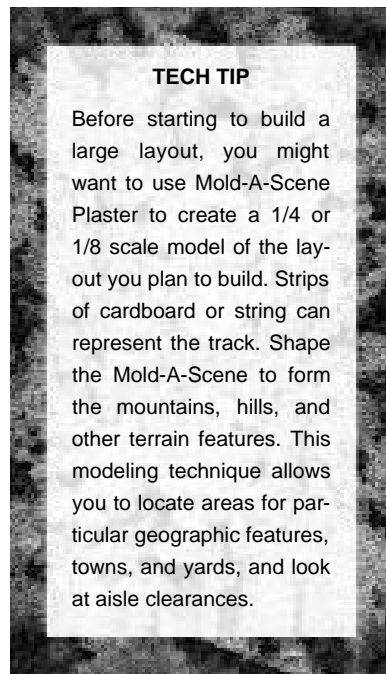 TECH TIP
Before starting to build a
large layout, you might
want to use Mold-A-Scene
Plaster to create a 1/4 or
1/8 scale model of the lay-
out you plan to build. Strips
of cardboard or string can
represent the track. Shape
the Mold-A-Scene to form
the mountains, hills, and
other terrain features. This
modeling technique allows
you to locate areas for par-
ticular geographic features,
towns, and yards, and look
at aisle clearances.